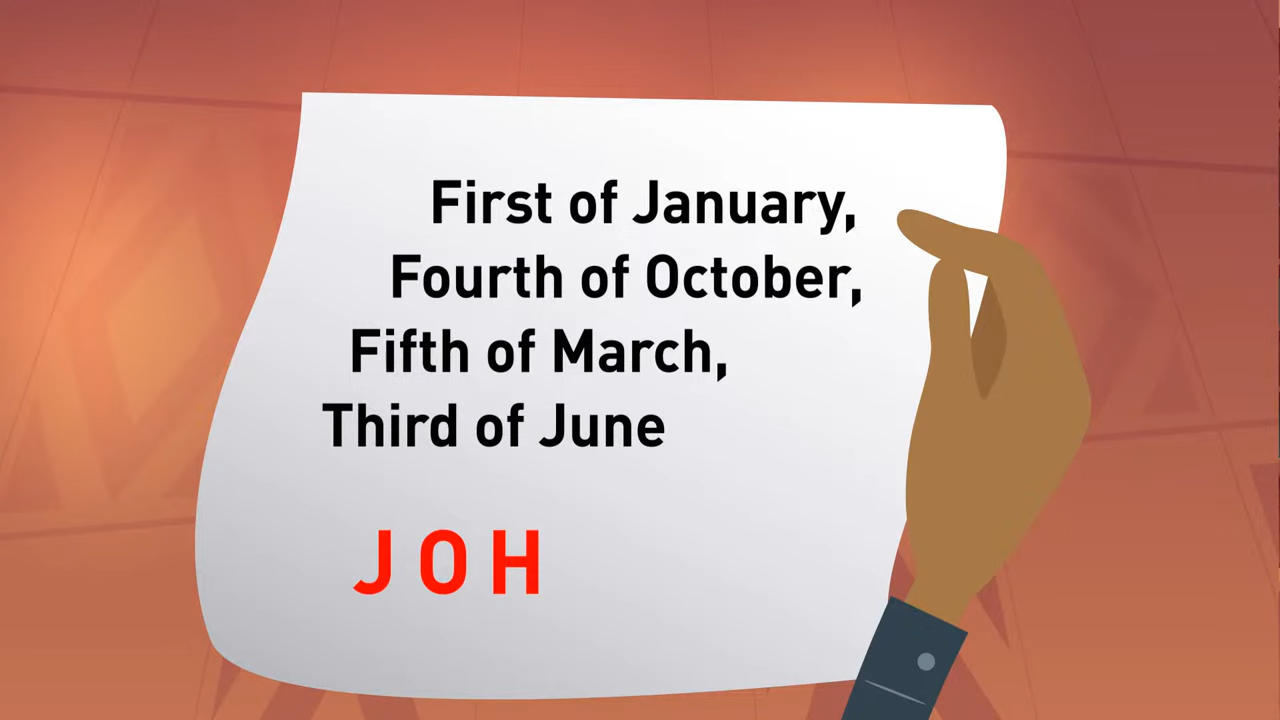 First of January,
Fourth of October,
Fifth of March,
Third of June
J O H